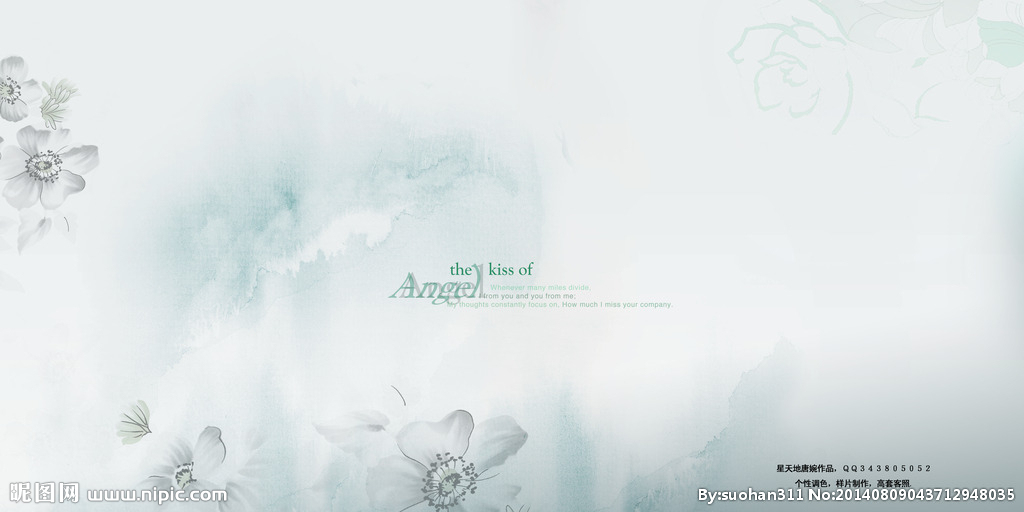 the kiss of
Angel
Whenever many miles divide,
from you and you from me;
My thoughts constantly focus on. How much I miss your company.
星天地唐婉作品，QQ343805052
个性调色，样片制作，高套客照.
昵图网 www.nipic.com
By:suohan311 No:20140809043712948035